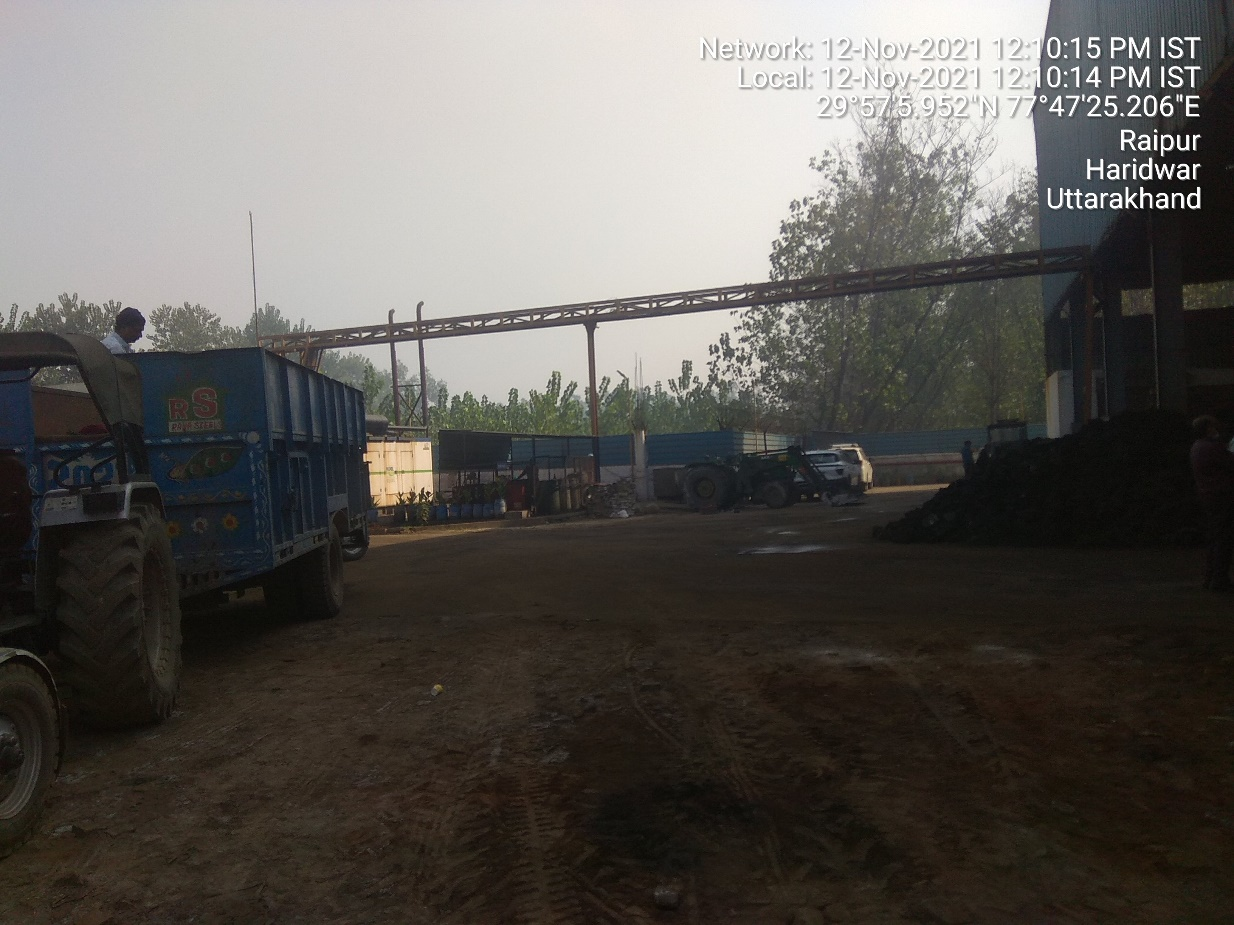 Network: 12-Nov-2021 12:10:15 PM IST
Local: 12-Nov-2021 12:10:14 PM IST
29°57'5.952"N 77°47'25.206"E
Raipur
Haridwar
Uttarakhand
RS